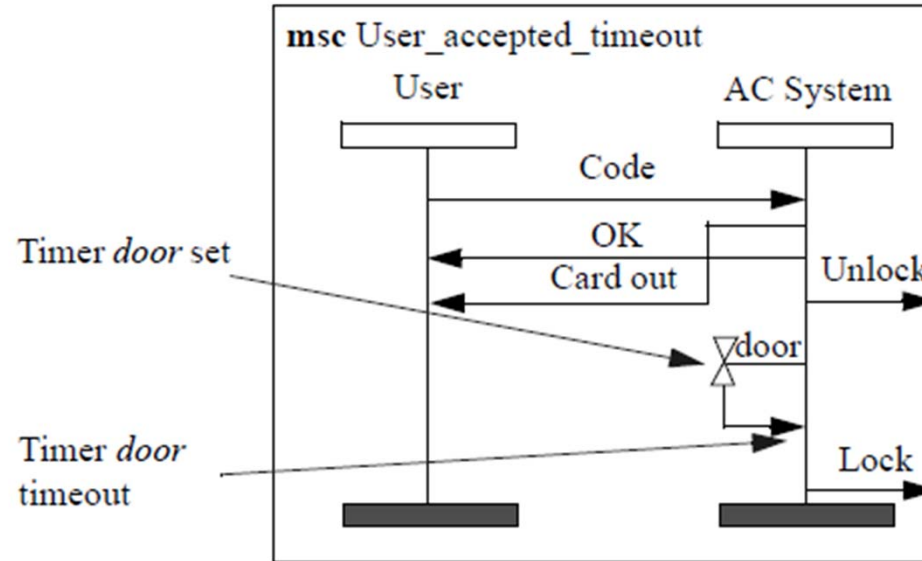 msc User_accepted_timeout
User
AC System
Code
OK
Card out
Unlock
Timer door set
door
Timer door
timeout
Lock